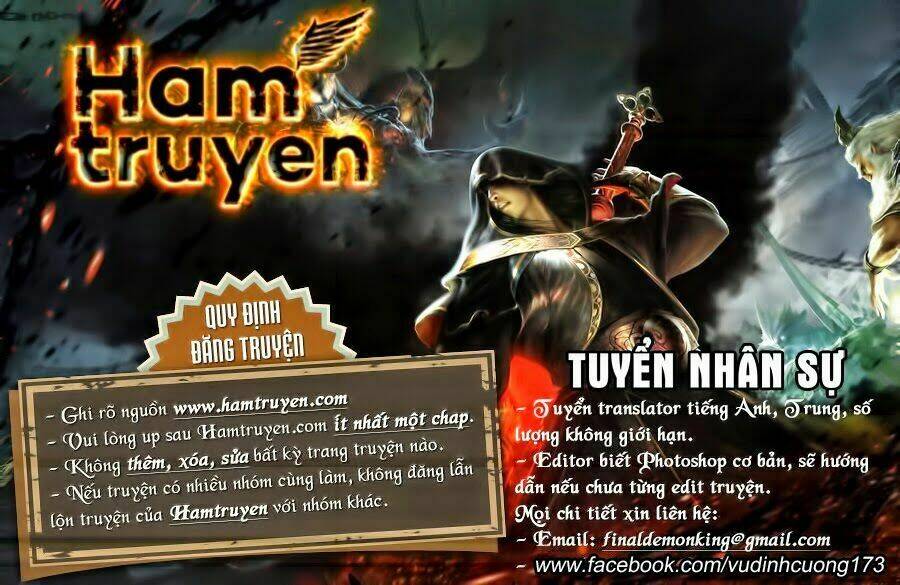 Ham
truyen
QUY ĐỊNH
ĐĂNG TRUYỆN
- Ghi rõ nguồn www.hamtruyen.com
- Vui lòng up sau Hamtruyen.com ít nhất một chap.
- Không thêm, xóa, sửa bất kỳ trang truyện nào.
- Nếu truyện có nhiều nhóm cùng làm, không đăng lẫn
lộn truyện của Hamtruyen với nhóm khác.
TUYỂN NHÂN SỰ
- Tuyển translator tiếng Anh, Trung, số
lượng không giới hạn.
- Editor biết Photoshop cơ bản, sẽ hướng
dẫn nếu chưa từng edit truyện.
Mọi chi tiết xin liên hệ:
- Email: finaldemonking@gmail.com
- www.facebook.com/vudinhcuong173